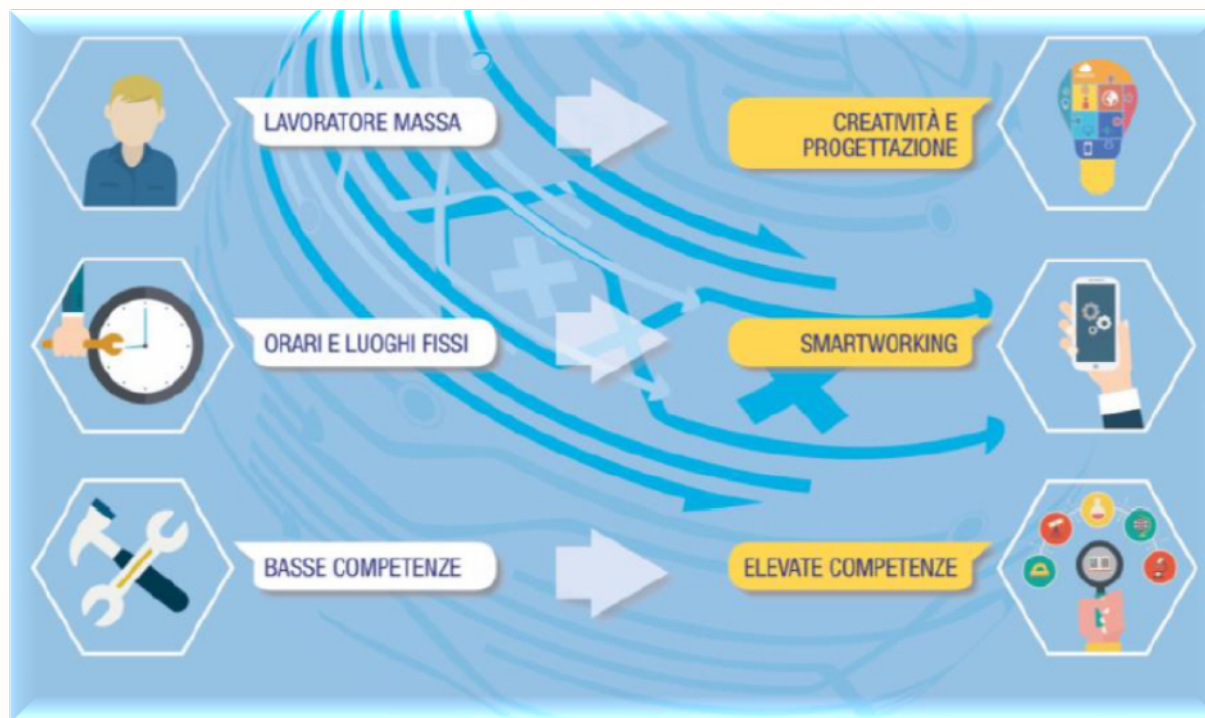 LAVORATORE MASSA
CREATIVITÀ E
PROGETTAZIONE
ORARI E LUOGHI FISSI
SMARTWORKING
BASSE COMPETENZE
ELEVATE COMPETENZE